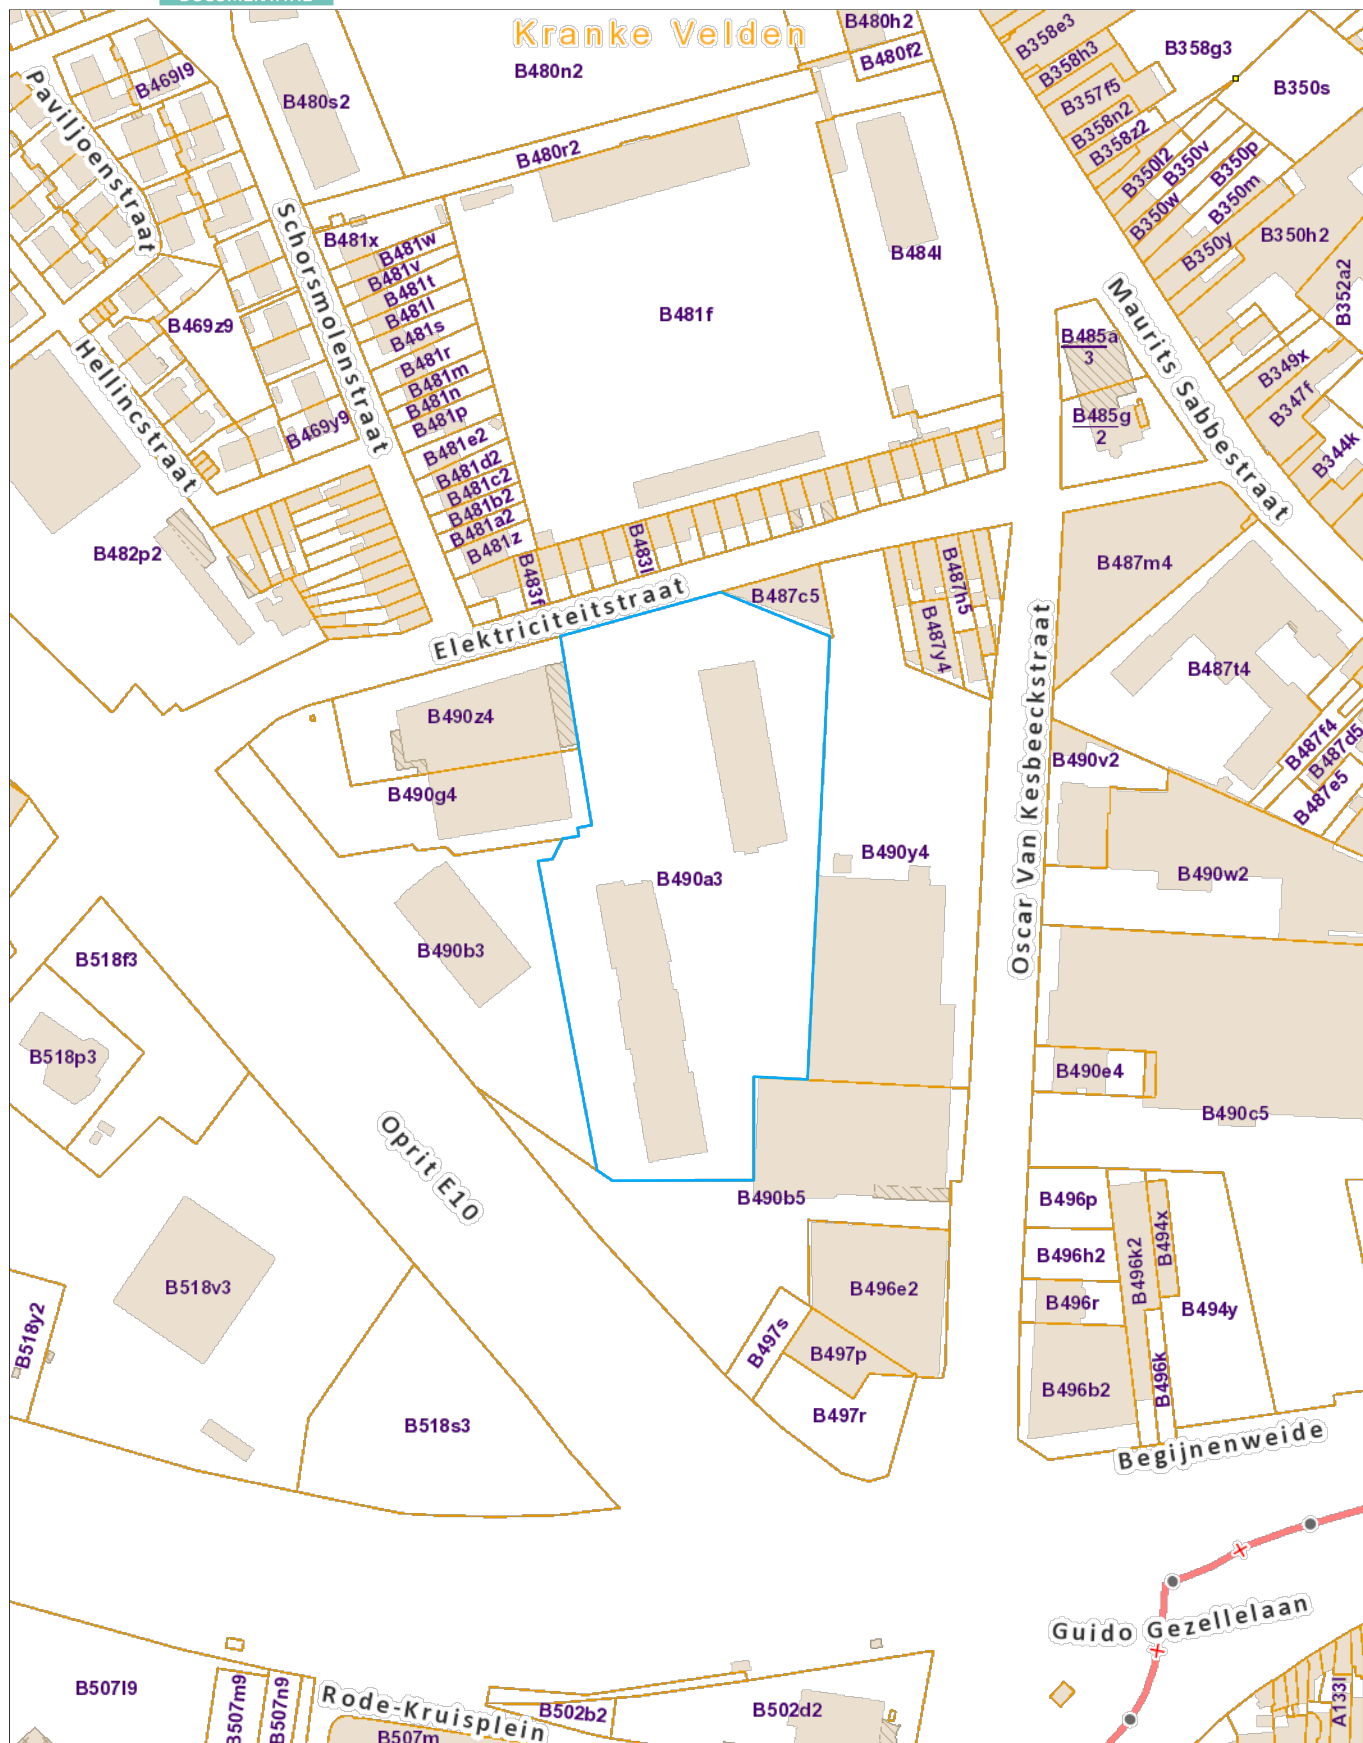 Kranke Velden
B480h2
B358e3
B358g3
B480f2
B358h3
B480n2
B469l9
B350s
B480s2
B357f5
B358n2
B358z2
B480r2
B350l2
B350v
B350p
B350m
B350w
Paviljoenstraat
B481x
B481w
B350y
B350h2
B484l
B481v
B481t
B352a2
B481l
B481f
B469z9
B481s
B485a
3
Schorsmolenstraat
B481r
B349x
B481m
B347f
Maurits Sabbestraat
B481n
B481p
B485g
2
B469y9
Hellincstraat
B481e2
B344k
B481d2
B481c2
B481b2
B481a2
B481z
B483l
B482p2
B483f
B487m4
B487h5
B487c5
Elektriciteitstraat
B487y4
B487t4
B490z4
B487f4
B487d5
B490v2
B490g4
B487e5
Oscar Van Kesbeeckstraat
B490y4
B490a3
B490w2
B490b3
B518f3
B518p3
B490e4
B490c5
Oprit E10
B490b5
B496p
B494x
B496h2
B496k2
B518v3
B496e2
B496r
B494y
B518y2
B497s
B497p
B496k
B496b2
B497r
B518s3
Begijnenweide
Guido Gezellelaan
B507l9
B507m9
B507n9
Rode-Kruisplein
B502b2
B502d2
A133l
B507m